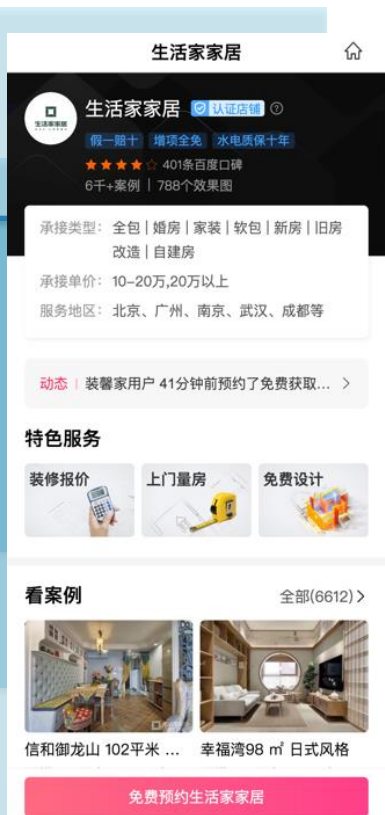 生活家家居
生活家家居 认证店铺
生活家家居
假一赔十 增项全免 水电质保十年
401条百度口碑
6千+案例 | 788个效果图
承接类型: 全包 | 婚房 | 家装 | 软包 | 新房 | 旧房
改造 | 自建房
承接单价: 10–20万,20万以上
服务地区: 北京、广州、南京、武汉、成都等
动态 | 装馨家用户 41分钟前预约了免费获取...
特色服务
装修报价 上门量房 免费设计
看案例 全部(6612)
信和御龙山 102平米 ... 幸福湾98 ㎡ 日式风格
免费预约生活家家居